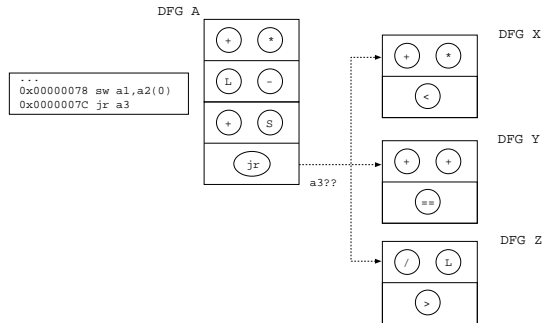 DFG A
+ *
L -
+ S
jr
...
0x00000078 sw a1,a2(0)
0x0000007C jr a3
a3??
DFG X
+ *
<
DFG Y
+ +
==
DFG Z
/ L
>